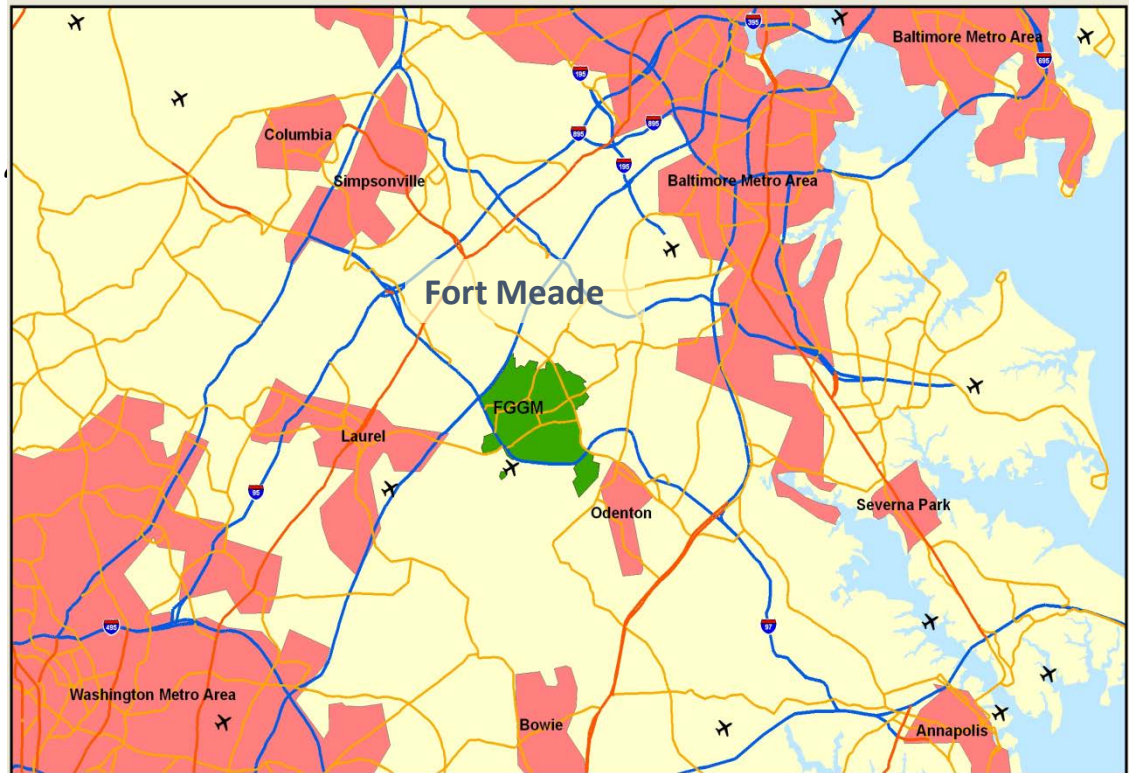 395
Baltimore Metro Area
695
195
Columbia
895
895
195
Simpsonville
Baltimore Metro Area
Fort Meade
FGGM
Laurel
95
Severna Park
Odenton
495
97
Washington Metro Area
Bowie
Annapolis